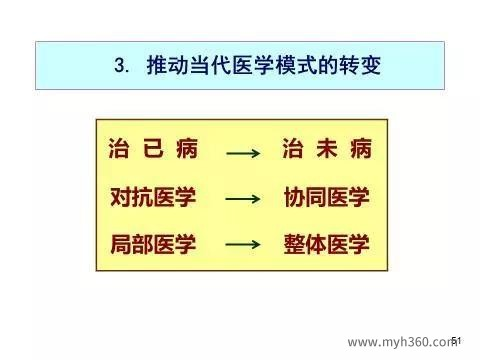 3. 推动当代医学模式的转变
治 已 病 → 治 未 病
对抗医学 → 协同医学
局部医学 → 整体医学
www.myh360.com
51